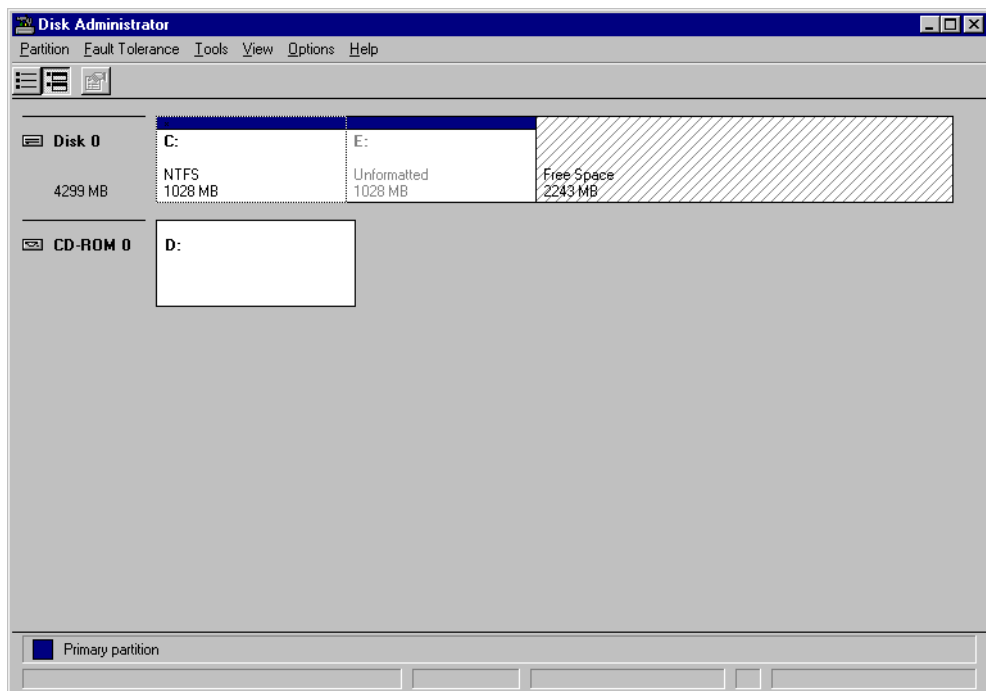 Disk Administrator
Partition Fault Tolerance Tools View Options Help
Disk 0
4299 MB
C:
NTFS
1028 MB
E:
Unformatted
1028 MB
Free Space
2243 MB
CD-ROM 0
D:
Primary partition